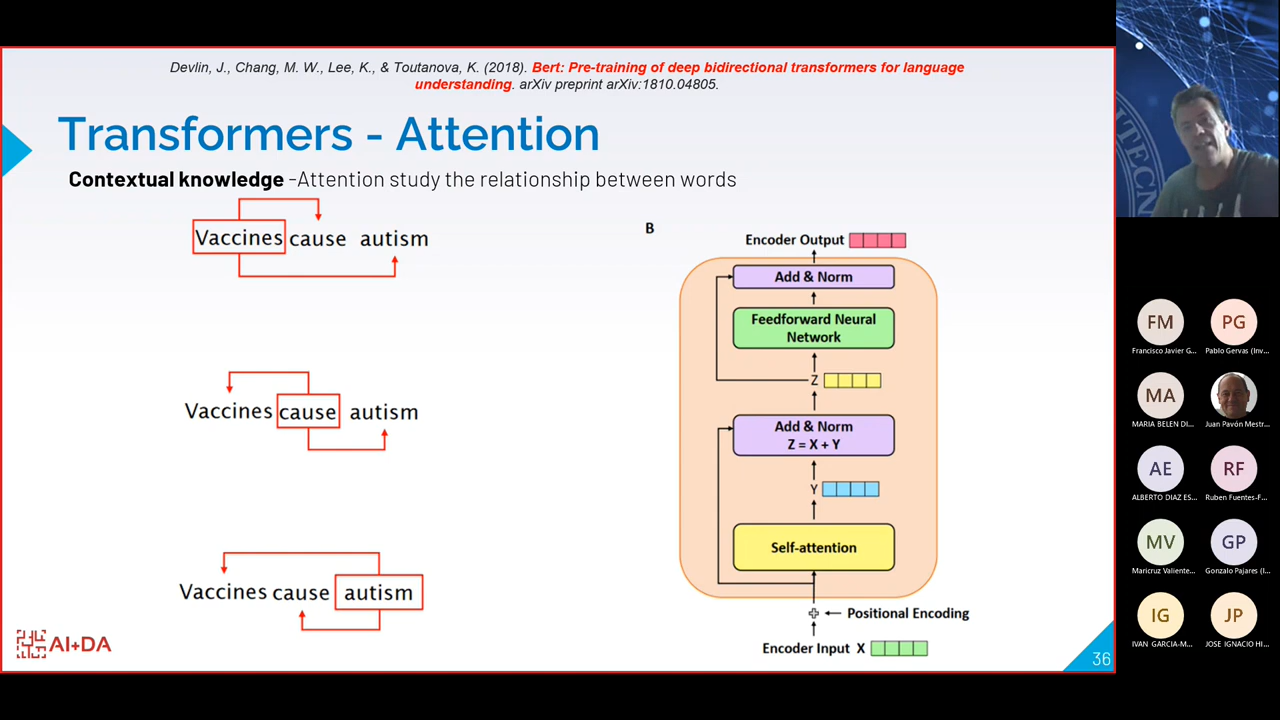 Devlin, J., Chang, M. W., Lee, K., & Toutanova, K. (2018). Bert: Pre-training of deep bidirectional transformers for language
understanding. arXiv preprint arXiv:1810.04805.
Transformers - Attention
Contextual knowledge -Attention study the relationship between words
Vaccines cause autism
Vaccines cause autism
Vaccines cause autism
B
Encoder Output
Add & Norm
Feedforward Neural
Network
Z
Add & Norm
Z = X + Y
Y
Self-attention
Positional Encoding
Encoder Input X
AI+DA
36
FM
Francisco Javier G...
PG
Pablo Gervas (Inv...
MA
MARIA BELEN DI...
Juan Pavón Mestr...
AE
ALBERTO DIAZ ES...
RF
Ruben Fuentes-F...
MV
Maricruz Valiente...
GP
Gonzalo Pajares (I...
IG
IVAN GARCIA-M...
JP
JOSE IGNACIO HI...